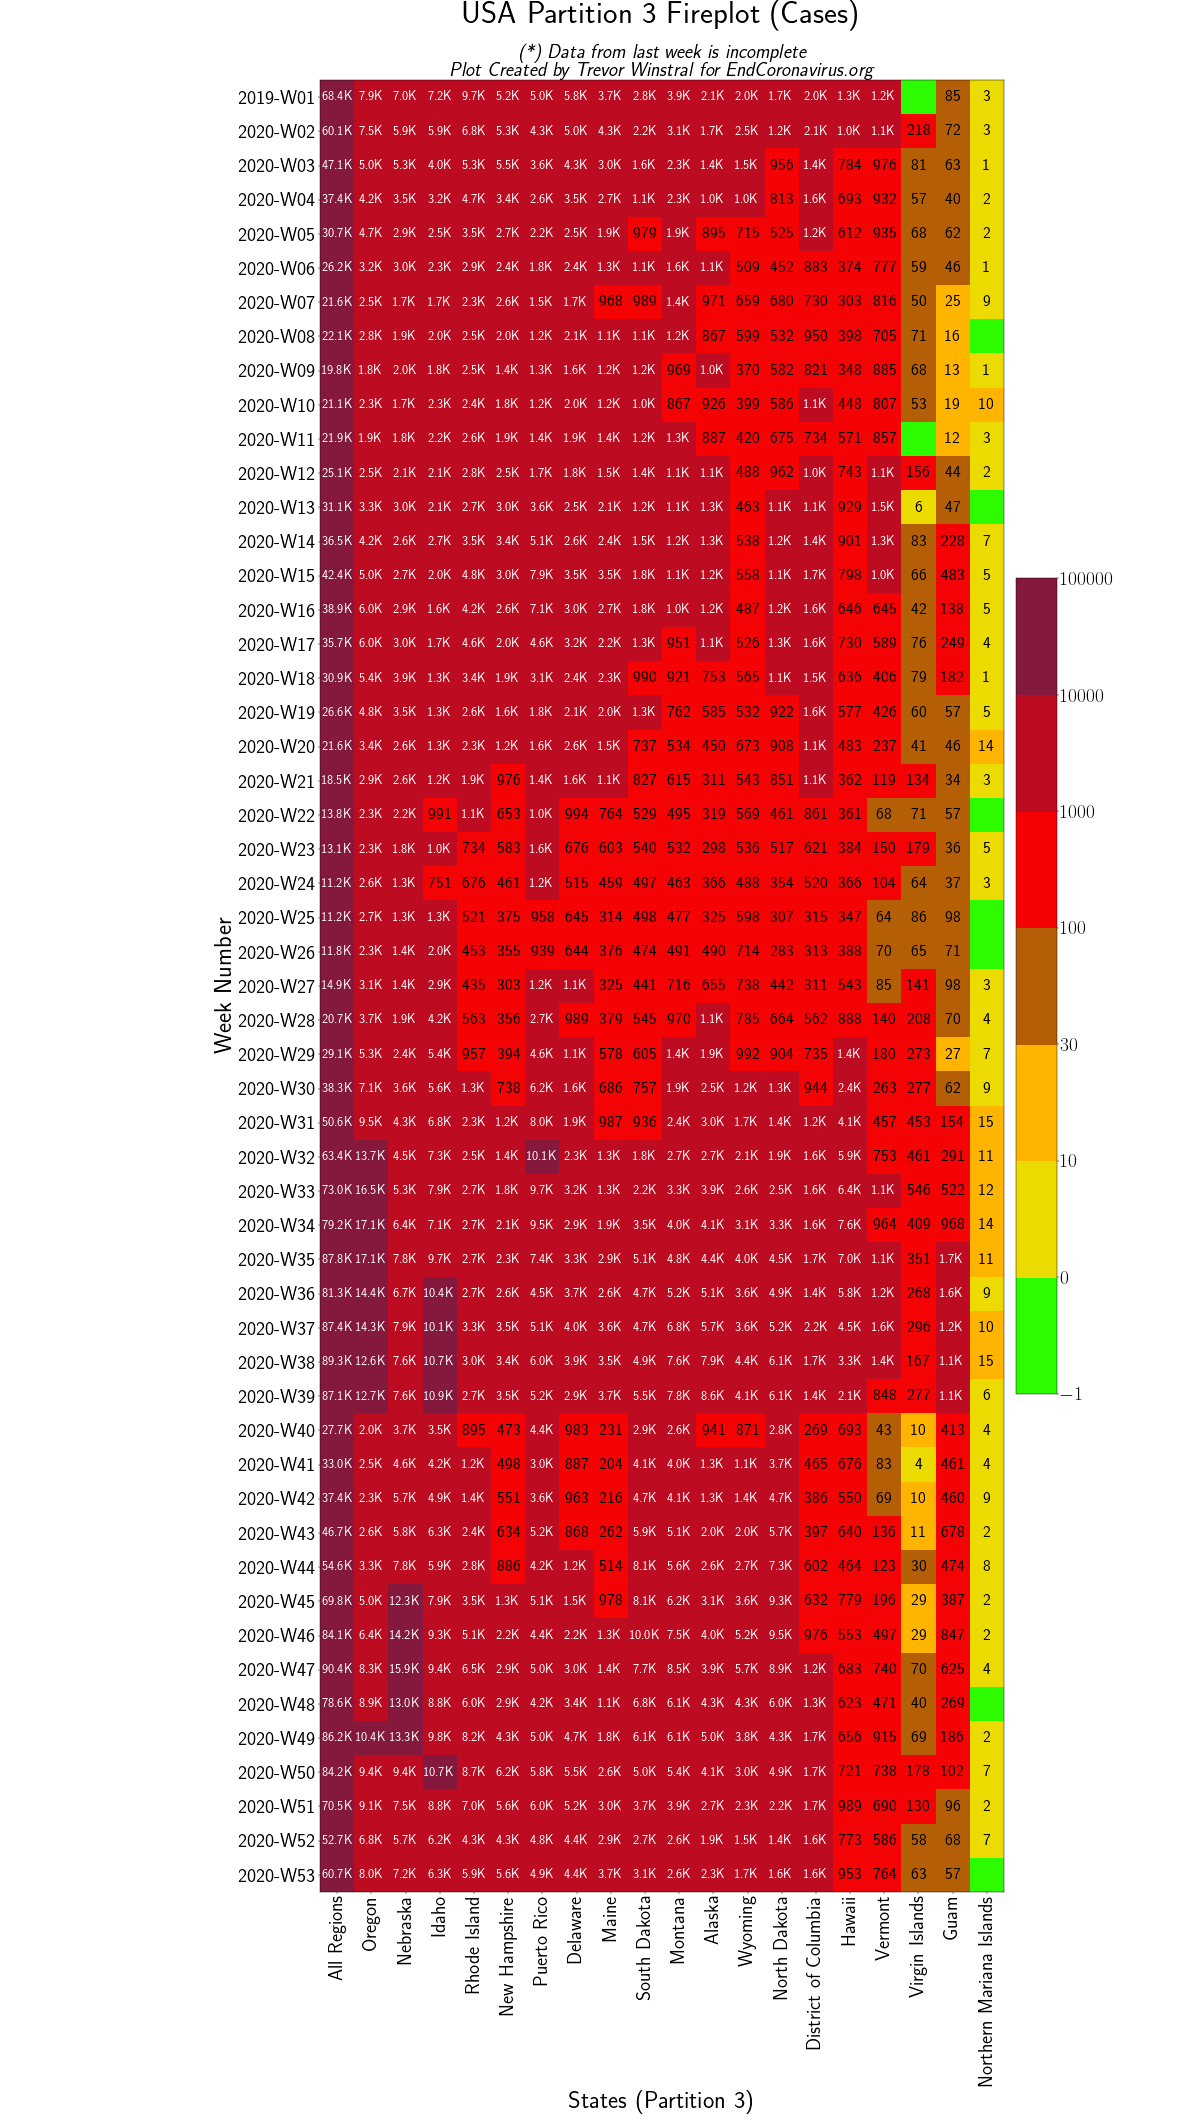 USA Partition 3 Fireplot (Cases)
(*) Data from last week is incomplete
Plot Created by Trevor Winstral for EndCoronavirus.org
2019-W01 68.4K 7.9K 7.0K 7.2K 9.7K 5.2K 5.0K 5.8K 3.7K 2.8K 3.9K 2.1K 2.0K 1.7K 2.0K 1.3K 1.2K 85 3
2020-W02 60.1K 7.5K 5.9K 5.9K 6.8K 5.3K 4.3K 5.0K 4.3K 2.2K 3.1K 1.7K 2.5K 1.2K 2.1K 1.0K 1.1K 218 72 3
2020-W03 47.1K 5.0K 5.3K 4.0K 5.3K 5.5K 3.6K 4.3K 3.0K 1.6K 2.3K 1.4K 1.5K 956 1.4K 784 976 81 63 1
2020-W04 37.4K 4.2K 3.5K 3.2K 4.7K 3.4K 2.6K 3.5K 2.7K 1.1K 2.3K 1.0K 1.0K 813 1.6K 693 932 57 40 2
2020-W05 30.7K 4.7K 2.9K 2.5K 3.5K 2.7K 2.2K 2.5K 1.9K 979 1.9K 895 715 525 1.2K 612 935 68 62 2
2020-W06 26.2K 3.2K 3.0K 2.3K 2.9K 2.4K 1.8K 2.4K 1.3K 1.1K 1.6K 1.1K 509 452 883 374 777 59 46 1
2020-W07 21.6K 2.5K 1.7K 1.7K 2.3K 2.6K 1.5K 1.7K 968 989 1.4K 971 659 680 730 303 816 50 25 9
2020-W08 22.1K 2.8K 1.9K 2.0K 2.5K 2.0K 1.2K 2.1K 1.1K 1.1K 1.2K 867 599 532 950 398 705 71 16
2020-W09 19.8K 1.8K 2.0K 1.8K 2.5K 1.4K 1.3K 1.6K 1.2K 1.2K 969 1.0K 370 582 821 348 885 68 13 1
2020-W10 21.1K 2.3K 1.7K 2.3K 2.4K 1.8K 1.2K 2.0K 1.2K 1.0K 867 926 399 586 1.1K 448 807 53 19 10
2020-W11 21.9K 1.9K 1.8K 2.2K 2.6K 1.9K 1.4K 1.9K 1.4K 1.2K 1.3K 887 420 675 734 571 857 12 3
2020-W12 25.1K 2.5K 2.1K 2.1K 2.8K 2.5K 1.7K 1.8K 1.5K 1.4K 1.1K 1.1K 488 962 1.0K 743 1.1K 156 44 2
2020-W13 31.1K 3.3K 3.0K 2.1K 2.7K 3.0K 3.6K 2.5K 2.1K 1.2K 1.1K 1.3K 463 1.1K 1.1K 929 1.5K 6 47
2020-W14 36.5K 4.2K 2.6K 2.7K 3.5K 3.4K 5.1K 2.6K 2.4K 1.5K 1.2K 1.3K 538 1.2K 1.4K 901 1.3K 83 228 7
2020-W15 42.4K 5.0K 2.7K 2.0K 4.8K 3.0K 7.9K 3.5K 3.5K 1.8K 1.1K 1.2K 558 1.1K 1.7K 798 1.0K 66 483 5
2020-W16 38.9K 6.0K 2.9K 1.6K 4.2K 2.6K 7.1K 3.0K 2.7K 1.8K 1.0K 1.2K 487 1.2K 1.6K 646 645 42 138 5
2020-W17 35.7K 6.0K 3.0K 1.7K 4.6K 2.0K 4.6K 3.2K 2.2K 1.3K 951 1.1K 526 1.3K 1.6K 730 589 76 249 4
2020-W18 30.9K 5.4K 3.9K 1.3K 3.4K 1.9K 3.1K 2.4K 2.3K 990 921 753 565 1.1K 1.5K 636 406 79 182 1
2020-W19 26.6K 4.8K 3.5K 1.3K 2.6K 1.6K 1.8K 2.1K 2.0K 1.3K 762 585 532 922 1.6K 577 426 60 57 5
2020-W20 21.6K 3.4K 2.6K 1.3K 2.3K 1.2K 1.6K 2.6K 1.5K 737 534 450 673 908 1.1K 483 237 41 46 14
2020-W21 18.5K 2.9K 2.6K 1.2K 1.9K 976 1.4K 1.6K 1.1K 827 615 311 543 851 1.1K 362 119 134 34 3
2020-W22 13.8K 2.3K 2.2K 991 1.1K 653 1.0K 994 764 529 495 319 569 461 861 361 68 71 57
2020-W23 13.1K 2.3K 1.8K 1.0K 734 583 1.6K 676 603 540 532 298 536 517 621 384 150 179 36 5
2020-W24 11.2K 2.6K 1.3K 751 676 461 1.2K 515 459 497 463 366 488 354 520 366 104 64 37 3
2020-W25 11.2K 2.7K 1.3K 1.3K 521 375 958 645 314 498 477 325 598 307 315 347 64 86 98
2020-W26 11.8K 2.3K 1.4K 2.0K 453 355 939 644 376 474 491 490 714 283 313 388 70 65 71
2020-W27 14.9K 3.1K 1.4K 2.9K 435 303 1.2K 1.1K 325 441 716 655 738 442 311 543 85 141 98 3
2020-W28 20.7K 3.7K 1.9K 4.2K 563 356 2.7K 989 379 545 970 1.1K 785 664 562 888 140 208 70 4
2020-W29 29.1K 5.3K 2.4K 5.4K 957 394 4.6K 1.1K 578 605 1.4K 1.9K 992 904 735 1.4K 180 273 27 7
2020-W30 38.3K 7.1K 3.6K 5.6K 1.3K 738 6.2K 1.6K 686 757 1.9K 2.5K 1.2K 1.3K 944 2.4K 263 277 62 9
2020-W31 50.6K 9.5K 4.3K 6.8K 2.3K 1.2K 8.0K 1.9K 987 936 2.4K 3.0K 1.7K 1.4K 1.2K 4.1K 457 453 154 15
2020-W32 63.4K 13.7K 4.5K 7.3K 2.5K 1.4K 10.1K 2.3K 1.3K 1.8K 2.7K 2.7K 2.1K 1.9K 1.6K 5.9K 753 461 291 11
2020-W33 73.0K 16.5K 5.3K 7.9K 2.7K 1.8K 9.7K 3.2K 1.3K 2.2K 3.3K 3.9K 2.6K 2.5K 1.6K 6.4K 1.1K 546 522 12
2020-W34 79.2K 17.1K 6.4K 7.1K 2.7K 2.1K 9.5K 2.9K 1.9K 3.5K 4.0K 4.1K 3.1K 3.3K 1.6K 7.6K 964 409 968 14
2020-W35 87.8K 17.1K 7.8K 9.7K 2.7K 2.3K 7.4K 3.3K 2.9K 5.1K 4.8K 4.4K 4.0K 4.5K 1.7K 7.0K 1.1K 351 1.7K 11
2020-W36 81.3K 14.4K 6.7K 10.4K 2.7K 2.6K 4.5K 3.7K 2.6K 4.7K 5.2K 5.1K 3.6K 4.9K 1.4K 5.8K 1.2K 268 1.6K 9
2020-W37 87.4K 14.3K 7.9K 10.1K 3.3K 3.5K 5.1K 4.0K 3.6K 4.7K 6.8K 5.7K 3.6K 5.2K 2.2K 4.5K 1.6K 296 1.2K 10
2020-W38 89.3K 12.6K 7.6K 10.7K 3.0K 3.4K 6.0K 3.9K 3.5K 4.9K 7.6K 7.9K 4.4K 6.1K 1.7K 3.3K 1.4K 167 1.1K 15
2020-W39 87.1K 12.7K 7.6K 10.9K 2.7K 3.5K 5.2K 2.9K 3.7K 5.5K 7.8K 8.6K 4.1K 6.1K 1.4K 2.1K 848 277 1.1K 6
2020-W40 27.7K 2.0K 3.7K 3.5K 895 473 4.4K 983 231 2.9K 2.6K 941 871 2.8K 269 693 43 10 413 4
2020-W41 33.0K 2.5K 4.6K 4.2K 1.2K 498 3.0K 887 204 4.1K 4.0K 1.3K 1.1K 3.7K 465 676 83 4 461 4
2020-W42 37.4K 2.3K 5.7K 4.9K 1.4K 551 3.6K 963 216 4.7K 4.1K 1.3K 1.4K 4.7K 386 550 69 10 460 9
2020-W43 46.7K 2.6K 5.8K 6.3K 2.4K 634 5.2K 868 262 5.9K 5.1K 2.0K 2.0K 5.7K 397 640 136 11 678 2
2020-W44 54.6K 3.3K 7.8K 5.9K 2.8K 886 4.2K 1.2K 514 8.1K 5.6K 2.6K 2.7K 7.3K 602 464 123 30 474 8
2020-W45 69.8K 5.0K 12.3K 7.9K 3.5K 1.3K 5.1K 1.5K 978 8.1K 6.2K 3.1K 3.6K 9.3K 632 779 196 29 387 2
2020-W46 84.1K 6.4K 14.2K 9.3K 5.1K 2.2K 4.4K 2.2K 1.3K 10.0K 7.5K 4.0K 5.2K 9.5K 976 553 497 29 847 2
2020-W47 90.4K 8.3K 15.9K 9.4K 6.5K 2.9K 5.0K 3.0K 1.4K 7.7K 8.5K 3.9K 5.7K 8.9K 1.2K 683 740 70 625 4
2020-W48 78.6K 8.9K 13.0K 8.8K 6.0K 2.9K 4.2K 3.4K 1.1K 6.8K 6.1K 4.3K 4.3K 6.0K 1.3K 623 471 40 269
2020-W49 86.2K 10.4K 13.3K 9.8K 8.2K 4.3K 5.0K 4.7K 1.8K 6.1K 6.1K 5.0K 3.8K 4.3K 1.7K 656 915 69 186 2
2020-W50 84.2K 9.4K 9.4K 10.7K 8.7K 6.2K 5.8K 5.5K 2.6K 5.0K 5.4K 4.1K 3.0K 4.9K 1.7K 721 738 178 102 7
2020-W51 70.5K 9.1K 7.5K 8.8K 7.0K 5.6K 6.0K 5.2K 3.0K 3.7K 3.9K 2.7K 2.3K 2.2K 1.7K 989 690 130 96 2
2020-W52 52.7K 6.8K 5.7K 6.2K 4.3K 4.3K 4.8K 4.4K 2.9K 2.7K 2.6K 1.9K 1.5K 1.4K 1.6K 773 586 58 68 7
2020-W53 60.7K 8.0K 7.2K 6.3K 5.9K 5.6K 4.9K 4.4K 3.7K 3.1K 2.6K 2.3K 1.7K 1.6K 1.6K 953 764 63 57
Week Number
All Regions
Oregon
Nebraska
Idaho
Rhode Island
New Hampshire
Puerto Rico
Delaware
Maine
South Dakota
Montana
Alaska
Wyoming
North Dakota
District of Columbia
Hawaii
Vermont
Virgin Islands
Guam
Northern Mariana Islands
States (Partition 3)
100000
10000
1000
100
30
10
0
−1